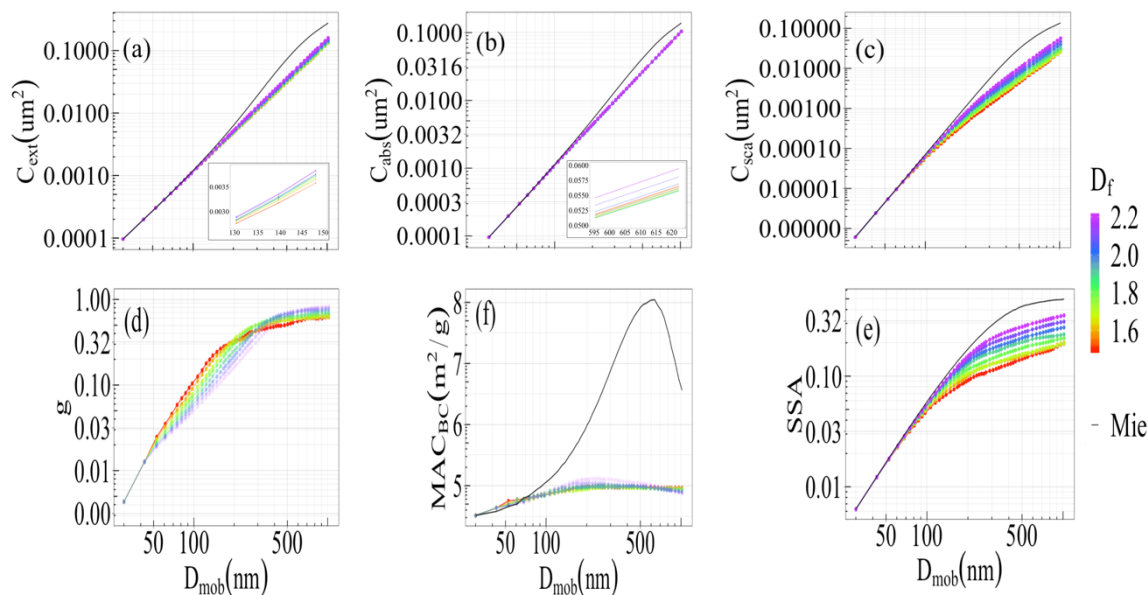 (a)
C_ext(um²)
0.1000
0.0100
0.0010
0.0001
0.0035
0.0030
130 135 140 145 150
(b)
C_abs(um²)
0.1000
0.0316
0.0100
0.0032
0.0010
0.0003
0.0001
0.0600
0.0575
0.0550
0.0525
0.0500
595 600 605 610 615 620
(c)
C_sca(um²)
0.10000
0.01000
0.00100
0.00010
0.00001
0.00000
D_f
2.2
2.0
1.8
1.6
– Mie
(d)
g
1.00
0.32
0.10
0.03
0.01
0.00
50 100 500
D_mob(nm)
(f)
MAC_BC(m²/g)
8
7
6
5
50 100 500
D_mob(nm)
(e)
SSA
0.32
0.10
0.03
0.01
50 100 500
D_mob(nm)